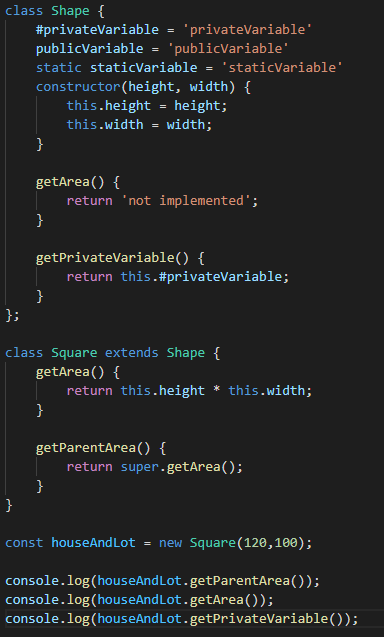 class Shape {
    #privateVariable = 'privateVariable'
    publicVariable = 'publicVariable'
    static staticVariable = 'staticVariable'
    constructor(height, width) {
        this.height = height;
        this.width = width;
    }

    getArea() {
        return 'not implemented';
    }

    getPrivateVariable() {
        return this.#privateVariable;
    }
};

class Square extends Shape {
    getArea() {
        return this.height * this.width;
    }

    getParentArea() {
        return super.getArea();
    }
}

const houseAndLot = new Square(120,100);

console.log(houseAndLot.getParentArea());
console.log(houseAndLot.getArea());
console.log(houseAndLot.getPrivateVariable());